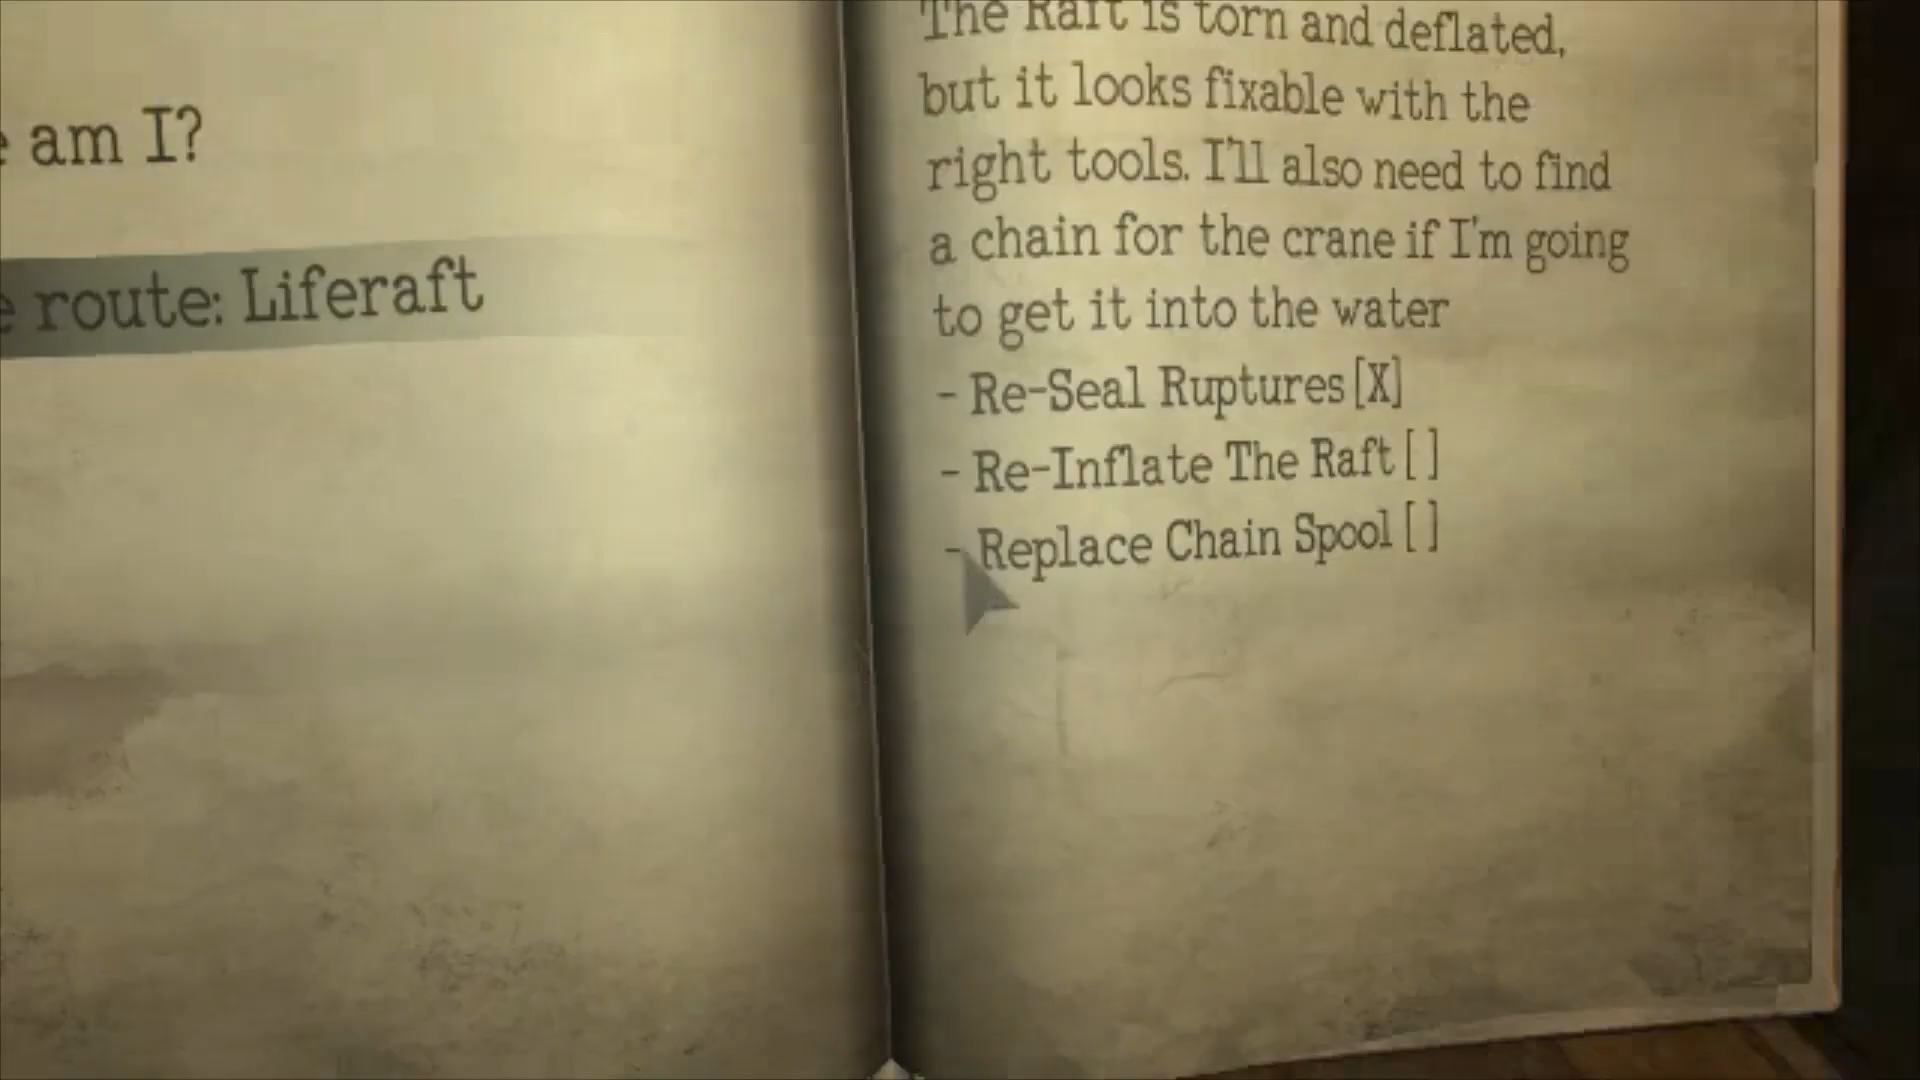 am I?
route: Liferaft
The Raft is torn and deflated,
but it looks fixable with the
right tools. I'll also need to find
a chain for the crane if I'm going
to get it into the water
- Re-Seal Ruptures [X]
- Re-Inflate The Raft [ ]
- Replace Chain Spool [ ]